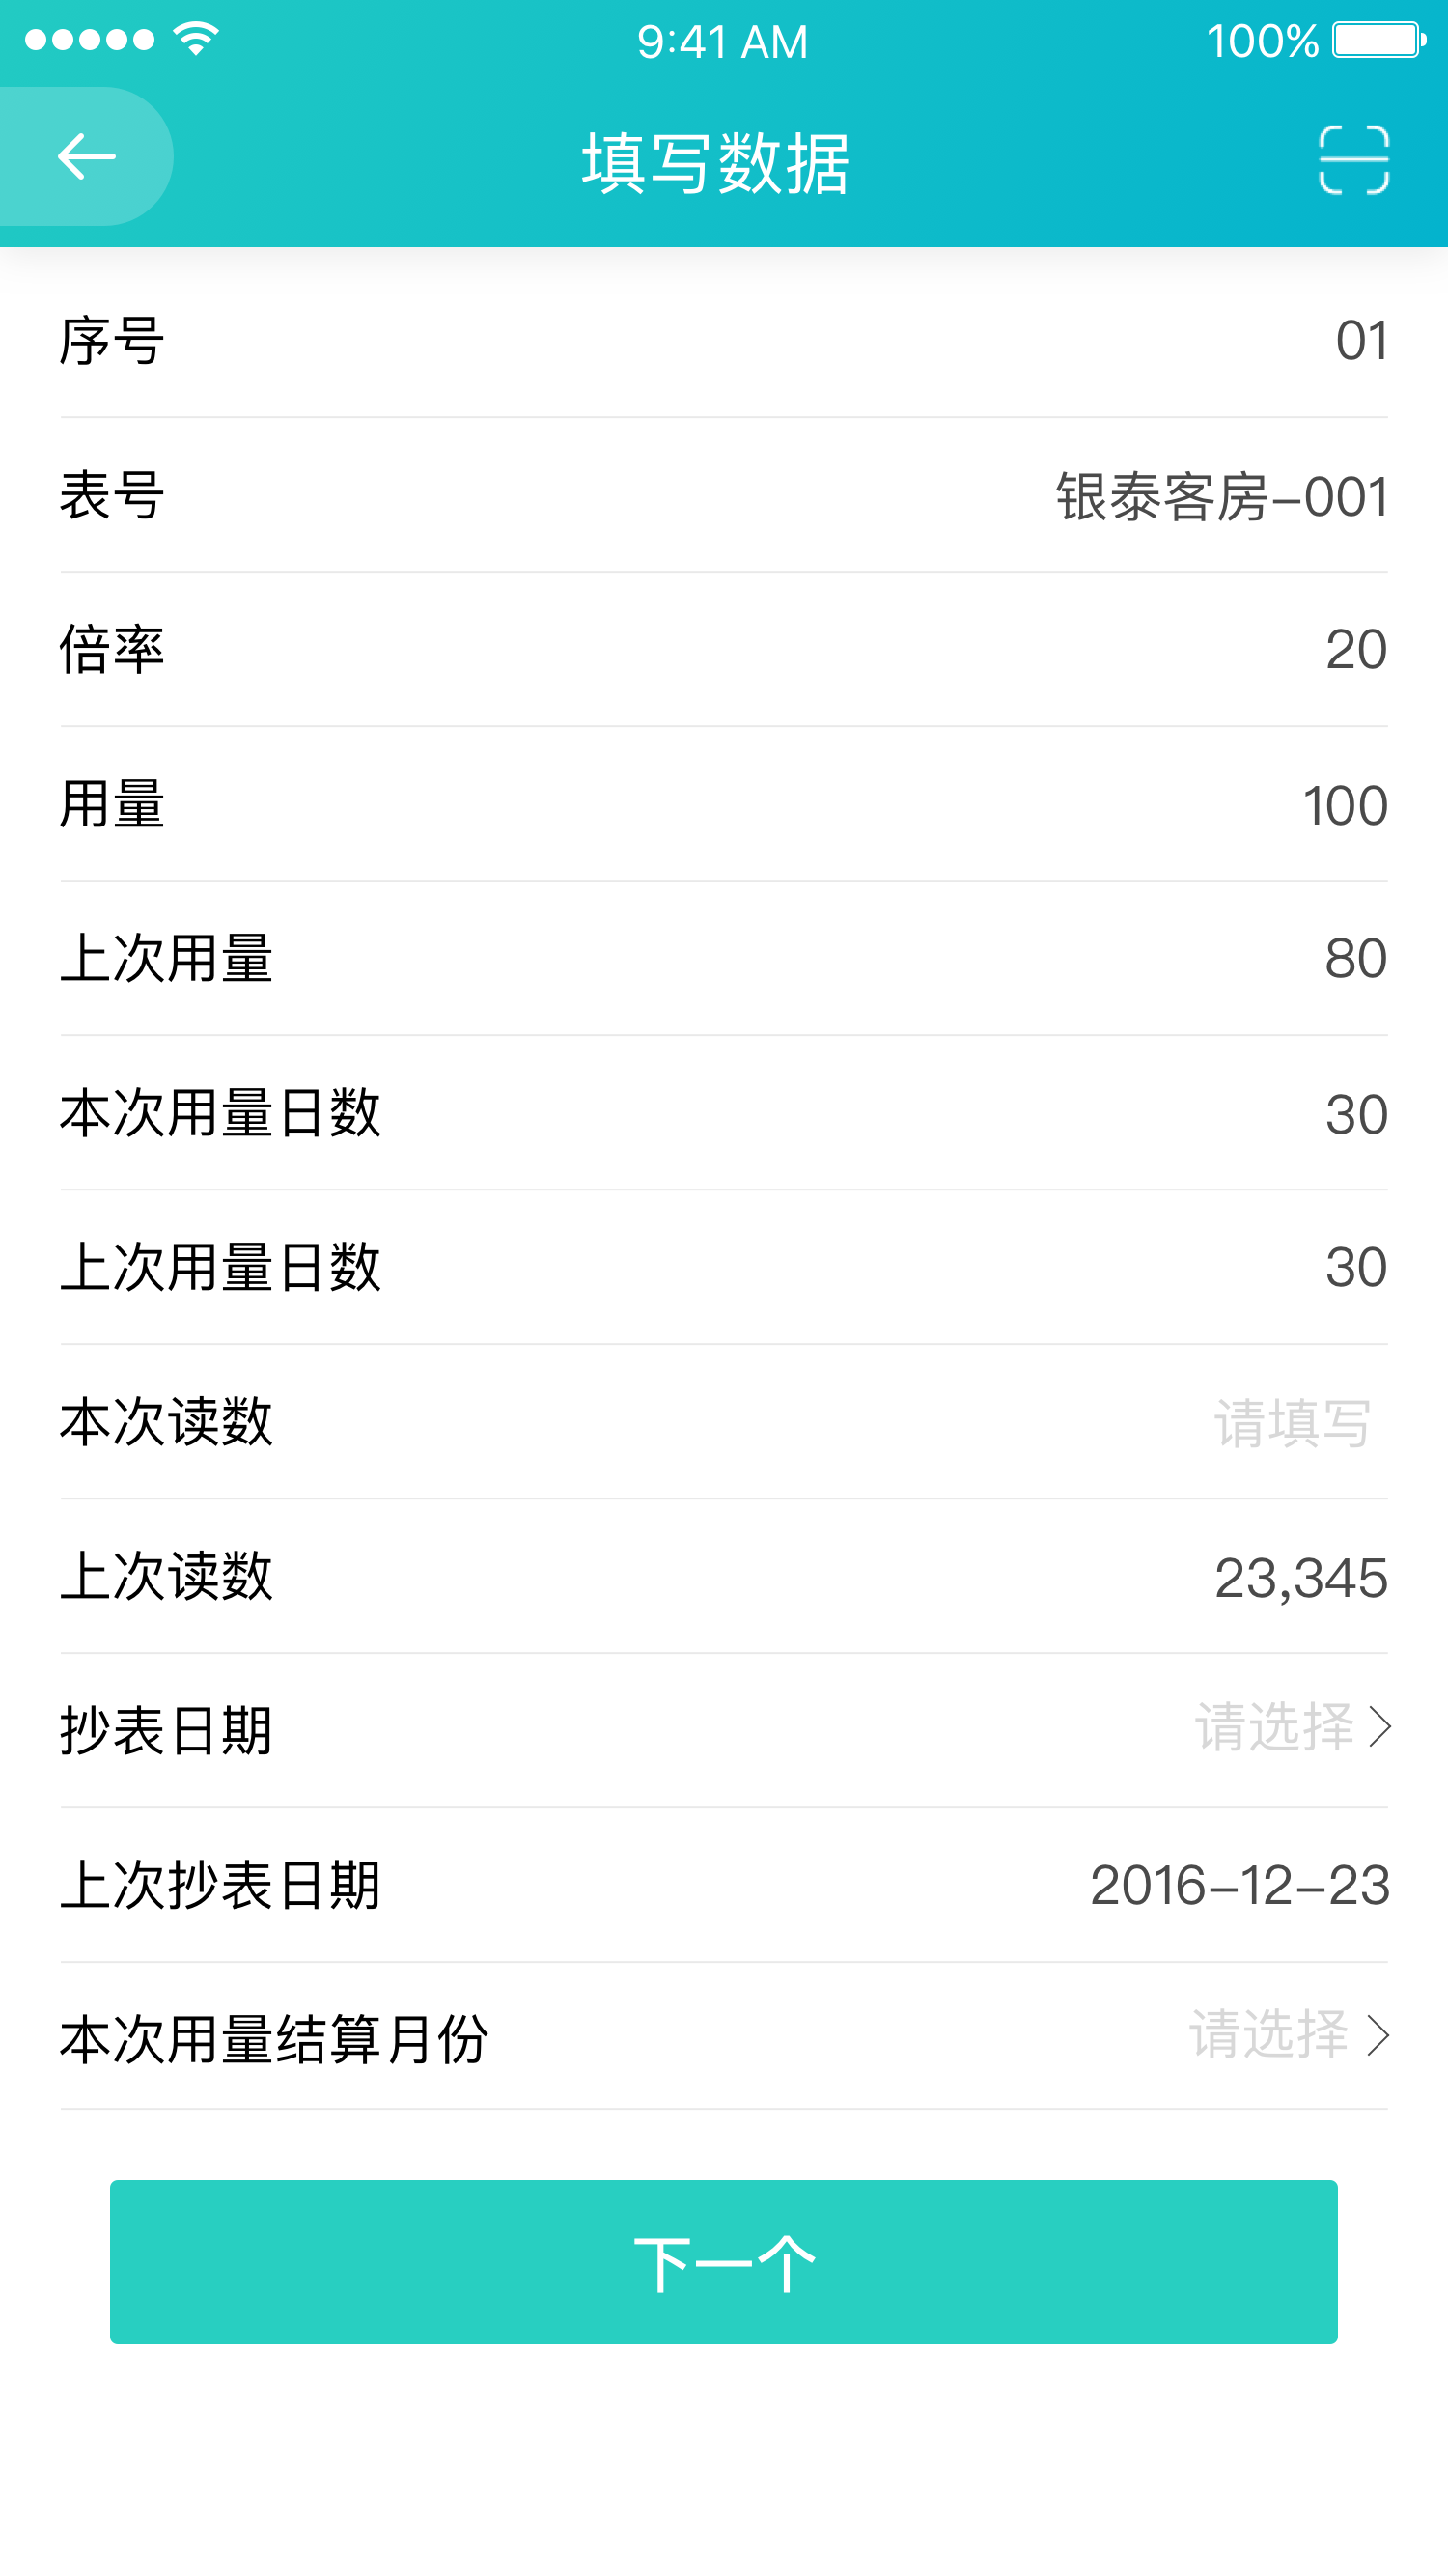 9:41 AM 100%
填写数据
序号 01
表号 银泰客房-001
倍率 20
用量 100
上次用量 80
本次用量日数 30
上次用量日数 30
本次读数 请填写
上次读数 23,345
抄表日期 请选择
上次抄表日期 2016-12-23
本次用量结算月份 请选择
下一个